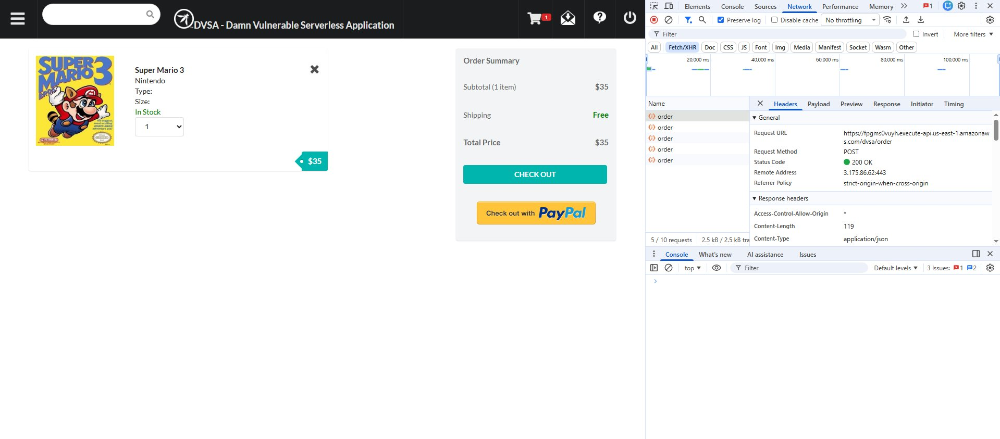 DVSA - Damn Vulnerable Serverless Application
1
SUPER
MARIO 3
BROS
Super Mario 3
Nintendo
Type:
Size:
In Stock
1
$35
Order Summary
Subtotal (1 item) $35
Shipping Free
Total Price $35
CHECK OUT
Check out with PayPal
Elements Console Sources Network Performance Memory 1
Preserve log Disable cache No throttling
Filter Invert More filters
All Fetch/XHR Doc CSS JS Font Img Media Manifest Socket Wasm Other
20,000 ms 40,000 ms 60,000 ms 80,000 ms 100,000 ms
Name
order
order
order
order
order
5 / 10 requests 2.5 kB / 2.5 kB tra
Headers Payload Preview Response Initiator Timing
General
Request URL https://fpgms0vuyh.execute-api.us-east-1.amazonaw
s.com/dvsa/order
Request Method POST
Status Code 200 OK
Remote Address 3.175.86.62:443
Referrer Policy strict-origin-when-cross-origin
Response headers
Access-Control-Allow-Origin *
Content-Length 119
Content-Type application/json
Console What's new AI assistance Issues
top Filter Default levels 3 Issues: 1 2